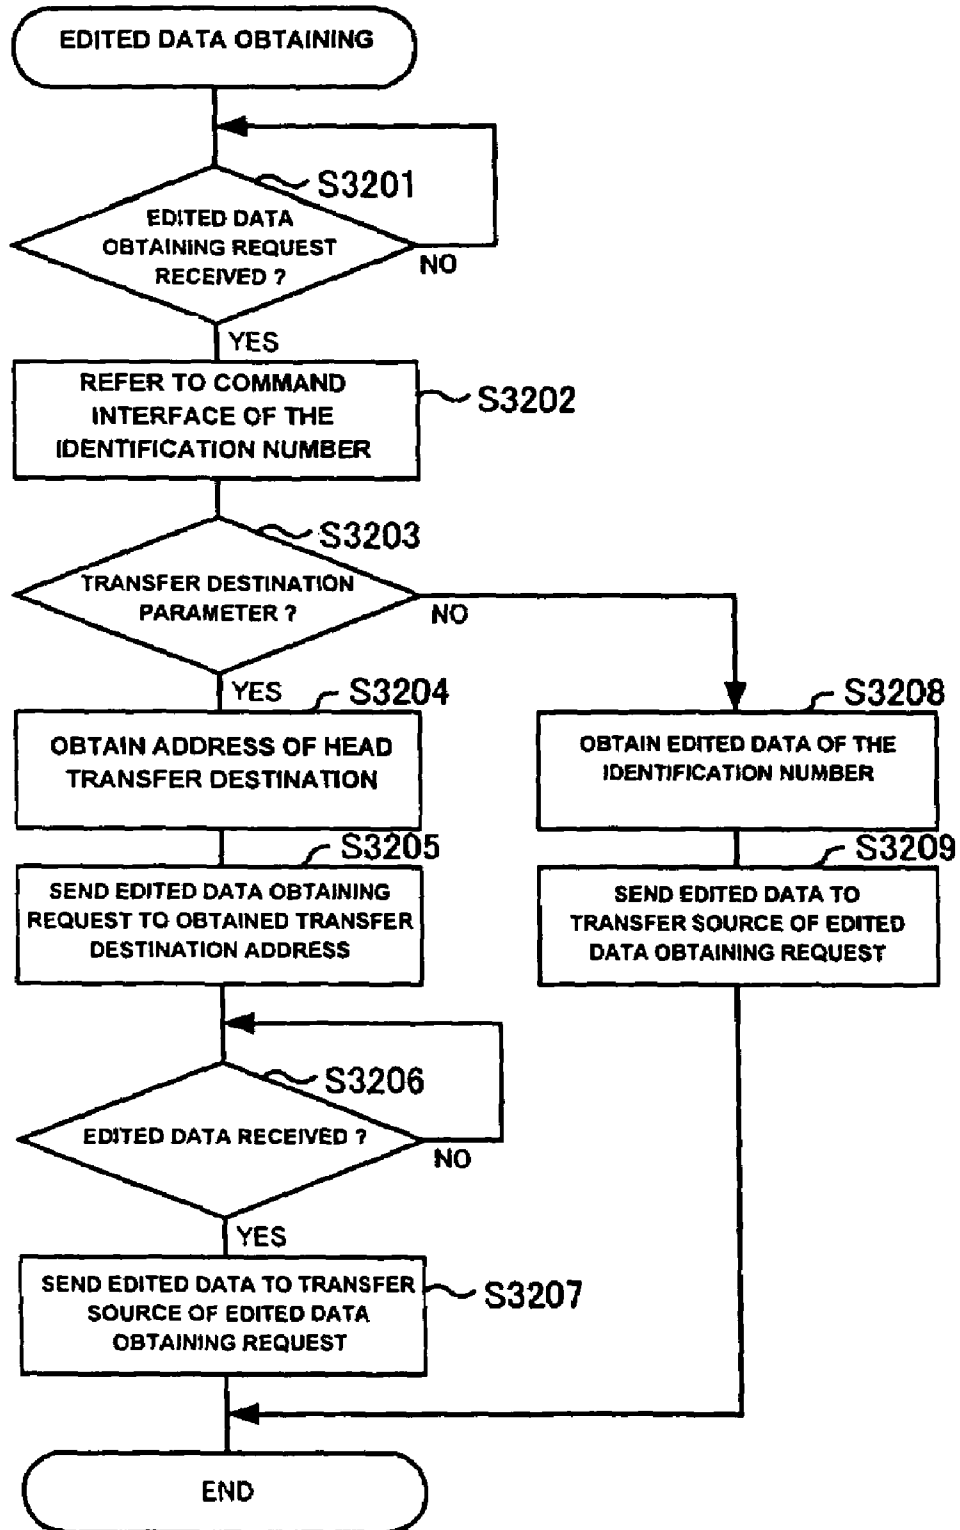 EDITED DATA OBTAINING
S3201
EDITED DATA
OBTAINING REQUEST
RECEIVED ?
NO
YES
REFER TO COMMAND
INTERFACE OF THE
IDENTIFICATION NUMBER
S3202
S3203
TRANSFER DESTINATION
PARAMETER ?
NO
YES
S3204
OBTAIN ADDRESS OF HEAD
TRANSFER DESTINATION
S3208
OBTAIN EDITED DATA OF THE
IDENTIFICATION NUMBER
S3205
SEND EDITED DATA OBTAINING
REQUEST TO OBTAINED TRANSFER
DESTINATION ADDRESS
S3209
SEND EDITED DATA TO
TRANSFER SOURCE OF EDITED
DATA OBTAINING REQUEST
S3206
EDITED DATA RECEIVED ?
NO
YES
SEND EDITED DATA TO TRANSFER
SOURCE OF EDITED DATA
OBTAINING REQUEST
S3207
END